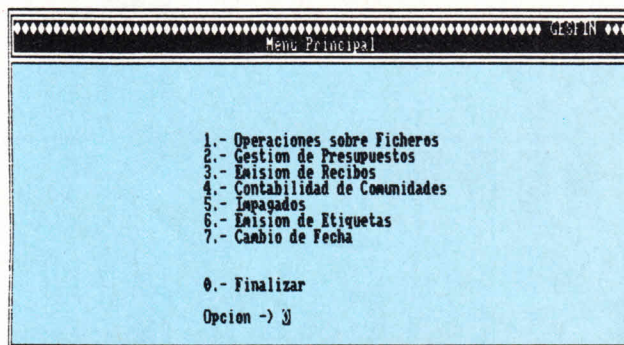 GESFIN
Menu Principal
1.- Operaciones sobre Ficheros
2.- Gestion de Presupuestos
3.- Emision de Recibos
4.- Contabilidad de Comunidades
5.- Impagados
6.- Emision de Etiquetas
7.- Cambio de Fecha
0.- Finalizar
Opcion -> 0